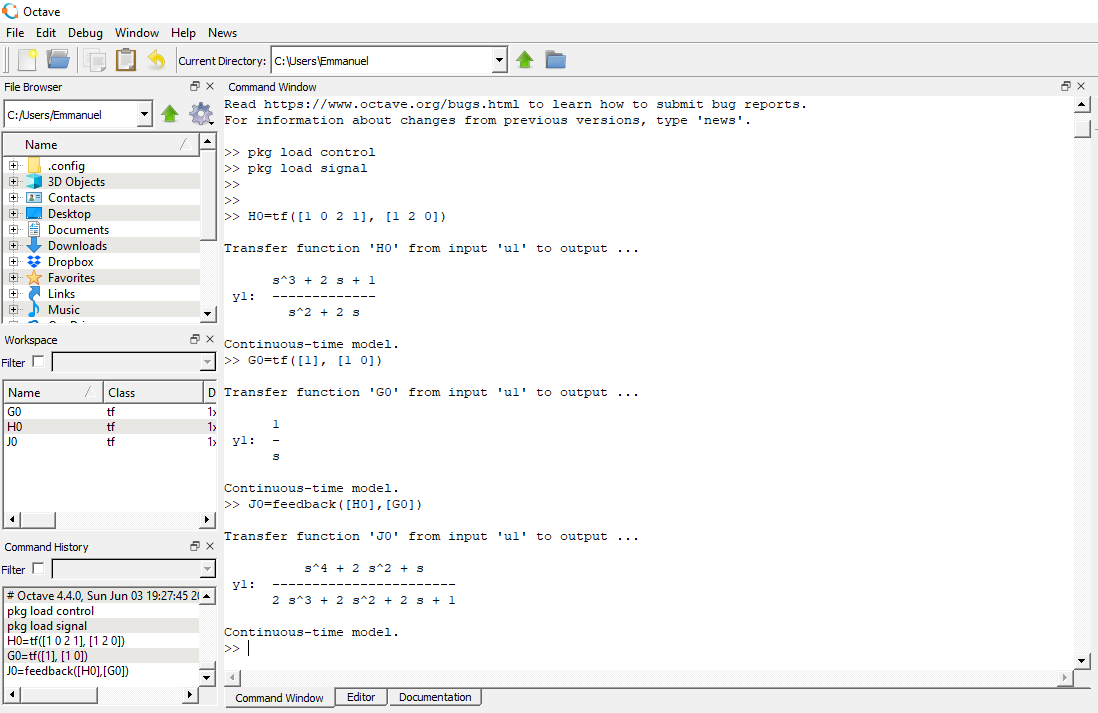 Octave
File Edit Debug Window Help News
Current Directory: C:\Users\Emmanuel
File Browser
C:/Users/Emmanuel
Name
.config
3D Objects
Contacts
Desktop
Documents
Downloads
Dropbox
Favorites
Links
Music
Workspace
Filter
Name Class D
G0 tf 1x
H0 tf 1x
J0 tf 1x
Command History
Filter
# Octave 4.4.0, Sun Jun 03 19:27:45 20
pkg load control
pkg load signal
H0=tf([1 0 2 1], [1 2 0])
G0=tf([1], [1 0])
J0=feedback([H0],[G0])
Command Window
Read https://www.octave.org/bugs.html to learn how to submit bug reports.
For information about changes from previous versions, type 'news'.
>> pkg load control
>> pkg load signal
>>
>>
>> H0=tf([1 0 2 1], [1 2 0])
Transfer function 'H0' from input 'u1' to output ...
s^3 + 2 s + 1
y1: -------------
s^2 + 2 s
Continuous-time model.
>> G0=tf([1], [1 0])
Transfer function 'G0' from input 'u1' to output ...
1
y1: -
s
Continuous-time model.
>> J0=feedback([H0],[G0])
Transfer function 'J0' from input 'u1' to output ...
s^4 + 2 s^2 + s
y1: -----------------------
2 s^3 + 2 s^2 + 2 s + 1
Continuous-time model.
>>
Command Window Editor Documentation